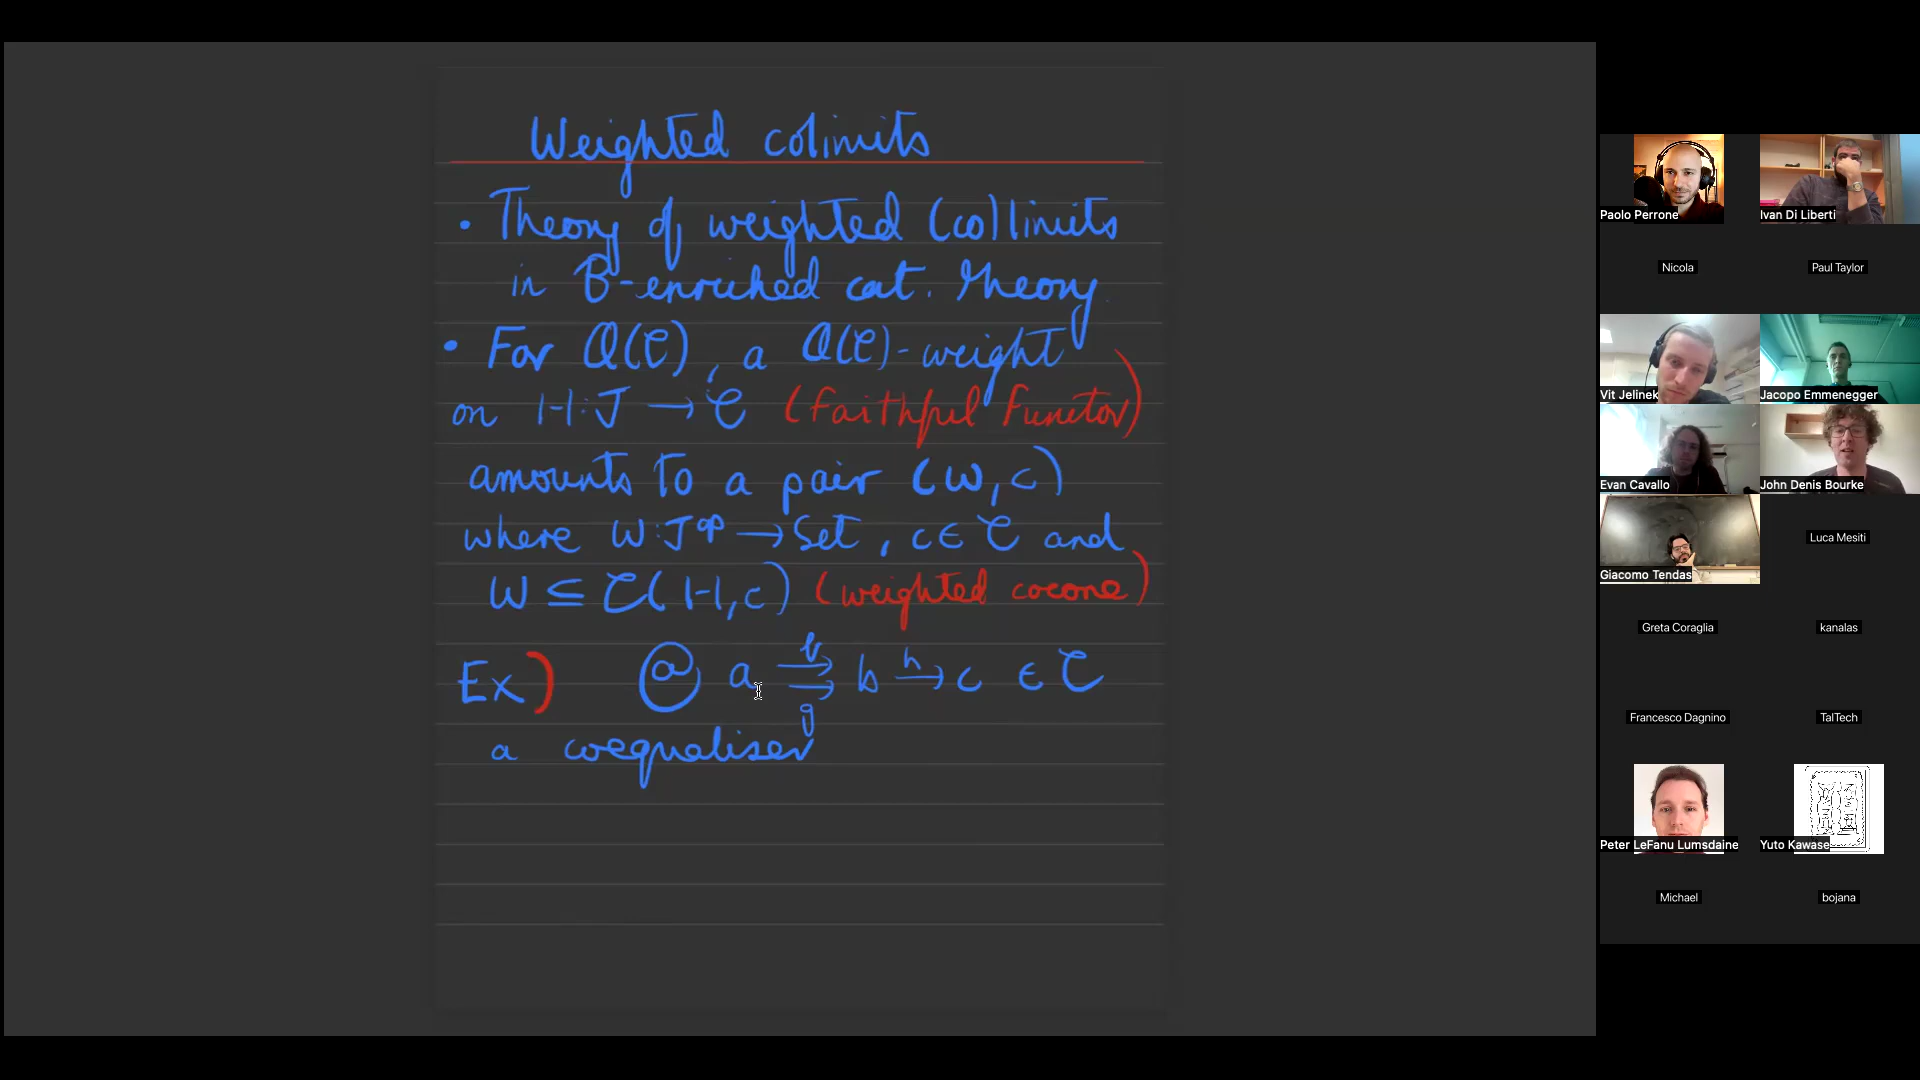 Weighted colimits
• Theory of weighted (co)limits
in B-enriched cat. theory.
• For Q(C), a Q(C)-weight
on H:J → C (faithful functor)
amounts to a pair (W, c)
where W:J^op → Set, c ∈ C and
W ⊆ C(H, c) (weighted cocone)
Ex) ⓐ a ⇉ b → c ∈ C
f
g
h
a coequaliser
Paolo Perrone
Ivan Di Liberti
Nicola
Paul Taylor
Vit Jelinek
Jacopo Emmenegger
Evan Cavallo
John Denis Bourke
Giacomo Tendas
Luca Mesiti
Greta Coraglia
kanalas
Francesco Dagnino
TalTech
Peter LeFanu Lumsdaine
Yuto Kawase
Michael
bojana